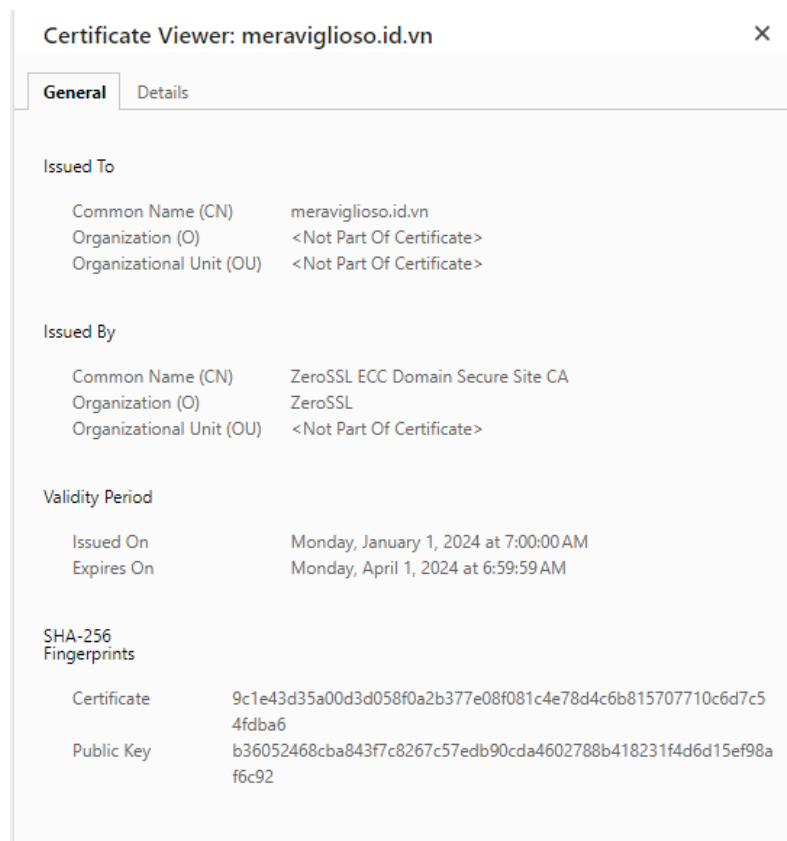 Certificate Viewer: meraviglioso.id.vn
General Details
Issued To
Common Name (CN) meraviglioso.id.vn
Organization (O) <Not Part Of Certificate>
Organizational Unit (OU) <Not Part Of Certificate>
Issued By
Common Name (CN) ZeroSSL ECC Domain Secure Site CA
Organization (O) ZeroSSL
Organizational Unit (OU) <Not Part Of Certificate>
Validity Period
Issued On Monday, January 1, 2024 at 7:00:00 AM
Expires On Monday, April 1, 2024 at 6:59:59 AM
SHA-256
Fingerprints
Certificate 9c1e43d35a00d3d058f0a2b377e08f081c4e78d4c6b815707710c6d7c5
4fdba6
Public Key b36052468cba843f7c8267c57edb90cda4602788b418231f4d6d15ef98a
f6c92